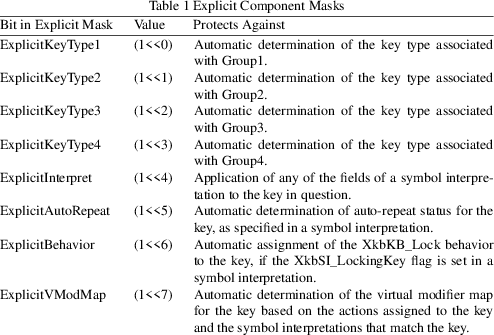 Table 1 Explicit Component Masks
Bit in Explicit Mask Value Protects Against
ExplicitKeyType1 (1<<0) Automatic determination of the key type associated
with Group1.
ExplicitKeyType2 (1<<1) Automatic determination of the key type associated
with Group2.
ExplicitKeyType3 (1<<2) Automatic determination of the key type associated
with Group3.
ExplicitKeyType4 (1<<3) Automatic determination of the key type associated
with Group4.
ExplicitInterpret (1<<4) Application of any of the fields of a symbol interpre-
tation to the key in question.
ExplicitAutoRepeat (1<<5) Automatic determination of auto-repeat status for the
key, as specified in a symbol interpretation.
ExplicitBehavior (1<<6) Automatic assignment of the XkbKB_Lock behavior
to the key, if the XkbSI_LockingKey flag is set in a
symbol interpretation.
ExplicitVModMap (1<<7) Automatic determination of the virtual modifier map
for the key based on the actions assigned to the key
and the symbol interpretations that match the key.